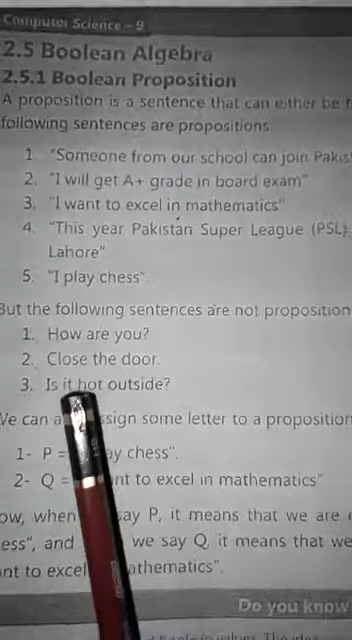 Computer Science – 9
2.5 Boolean Algebra
2.5.1 Boolean Proposition
A proposition is a sentence that can either be
following sentences are propositions
1. "Someone from our school can join Pakis
2. "I will get A+ grade in board exam"
3. "I want to excel in mathematics"
4. "This year Pakistan Super League (PSL)
Lahore"
5. "I play chess".
But the following sentences are not proposition
1. How are you?
2. Close the door.
3. Is it hot outside?
We can a ssign some letter to a proposition
1- P = ay chess".
2- Q = nt to excel in mathematics"
ow, when say P, it means that we are
ess", and we say Q, it means that we
nt to excel athematics".
Do you know